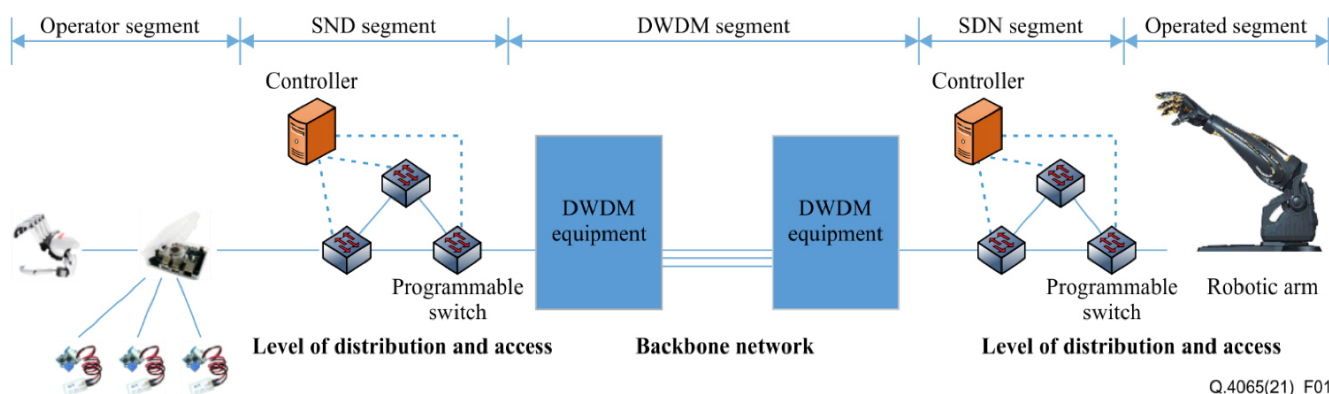 Operator segment
SND segment
DWDM segment
SDN segment
Operated segment
Controller
Controller
DWDM
equipment
DWDM
equipment
Programmable
switch
Programmable
switch
Robotic arm
Level of distribution and access
Backbone network
Level of distribution and access
Q.4065(21)_F01